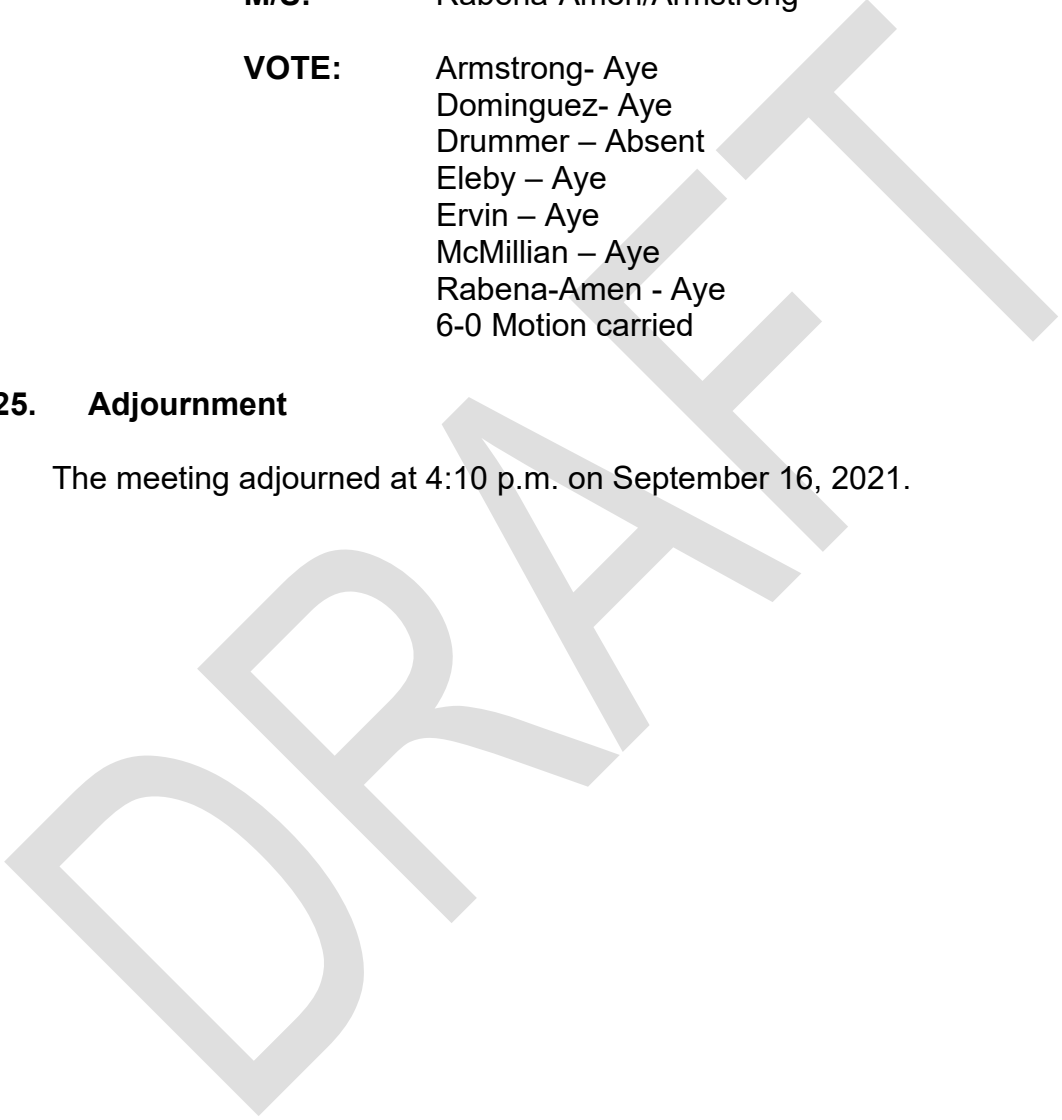 M/S: Rabena-Amen/Armstrong
VOTE: Armstrong- Aye
Dominguez- Aye
Drummer – Absent
Eleby – Aye
Ervin – Aye
McMillian – Aye
Rabena-Amen - Aye
6-0 Motion carried
25. Adjournment
The meeting adjourned at 4:10 p.m. on September 16, 2021.
DRAFT